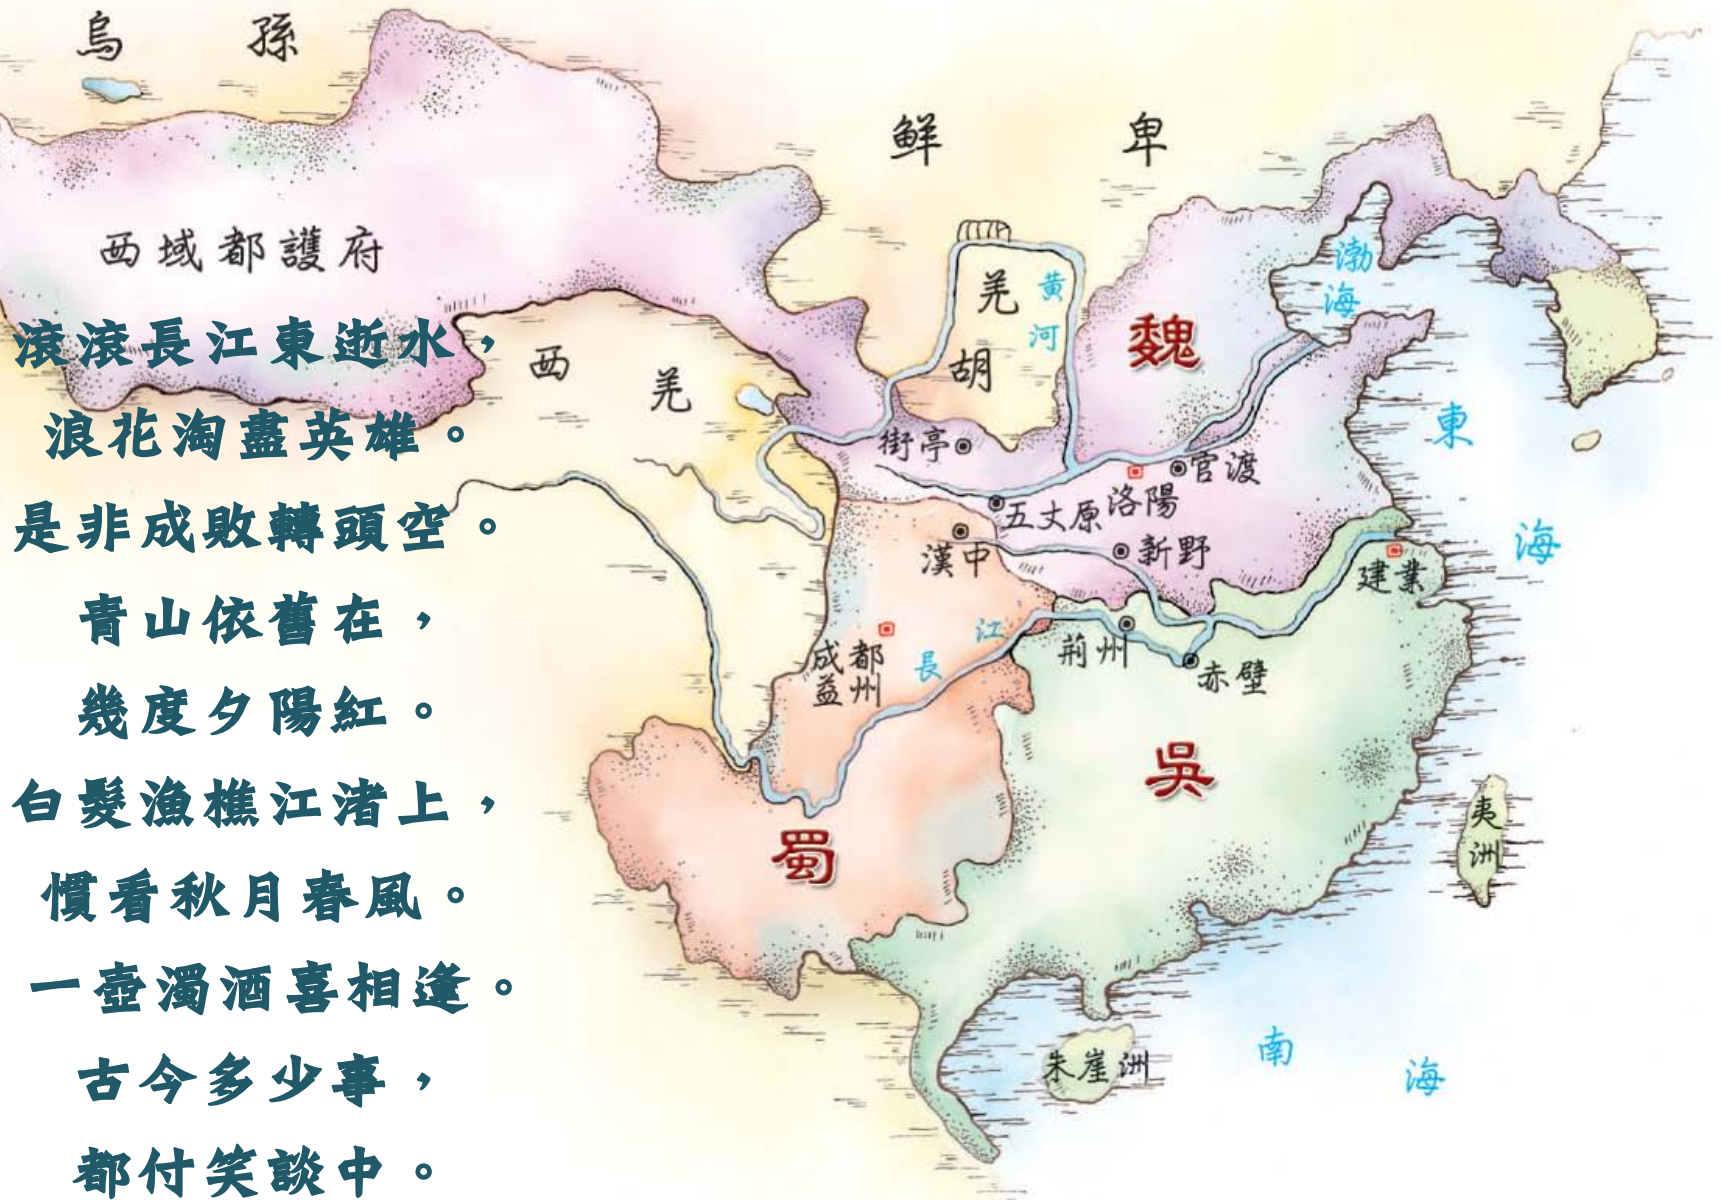 烏孫
鮮卑
西域都護府
滾滾長江東逝水，
浪花淘盡英雄。
是非成敗轉頭空。
青山依舊在，
幾度夕陽紅。
白髮漁樵江渚上，
慣看秋月春風。
一壺濁酒喜相逢。
古今多少事，
都付笑談中。
西羌
羌胡
黃河
魏
渤海
東海
街亭
官渡
洛陽
五丈原
漢中
新野
建業
成都
益州
長江
荊州
赤壁
吳
蜀
夷洲
朱崖洲
南海